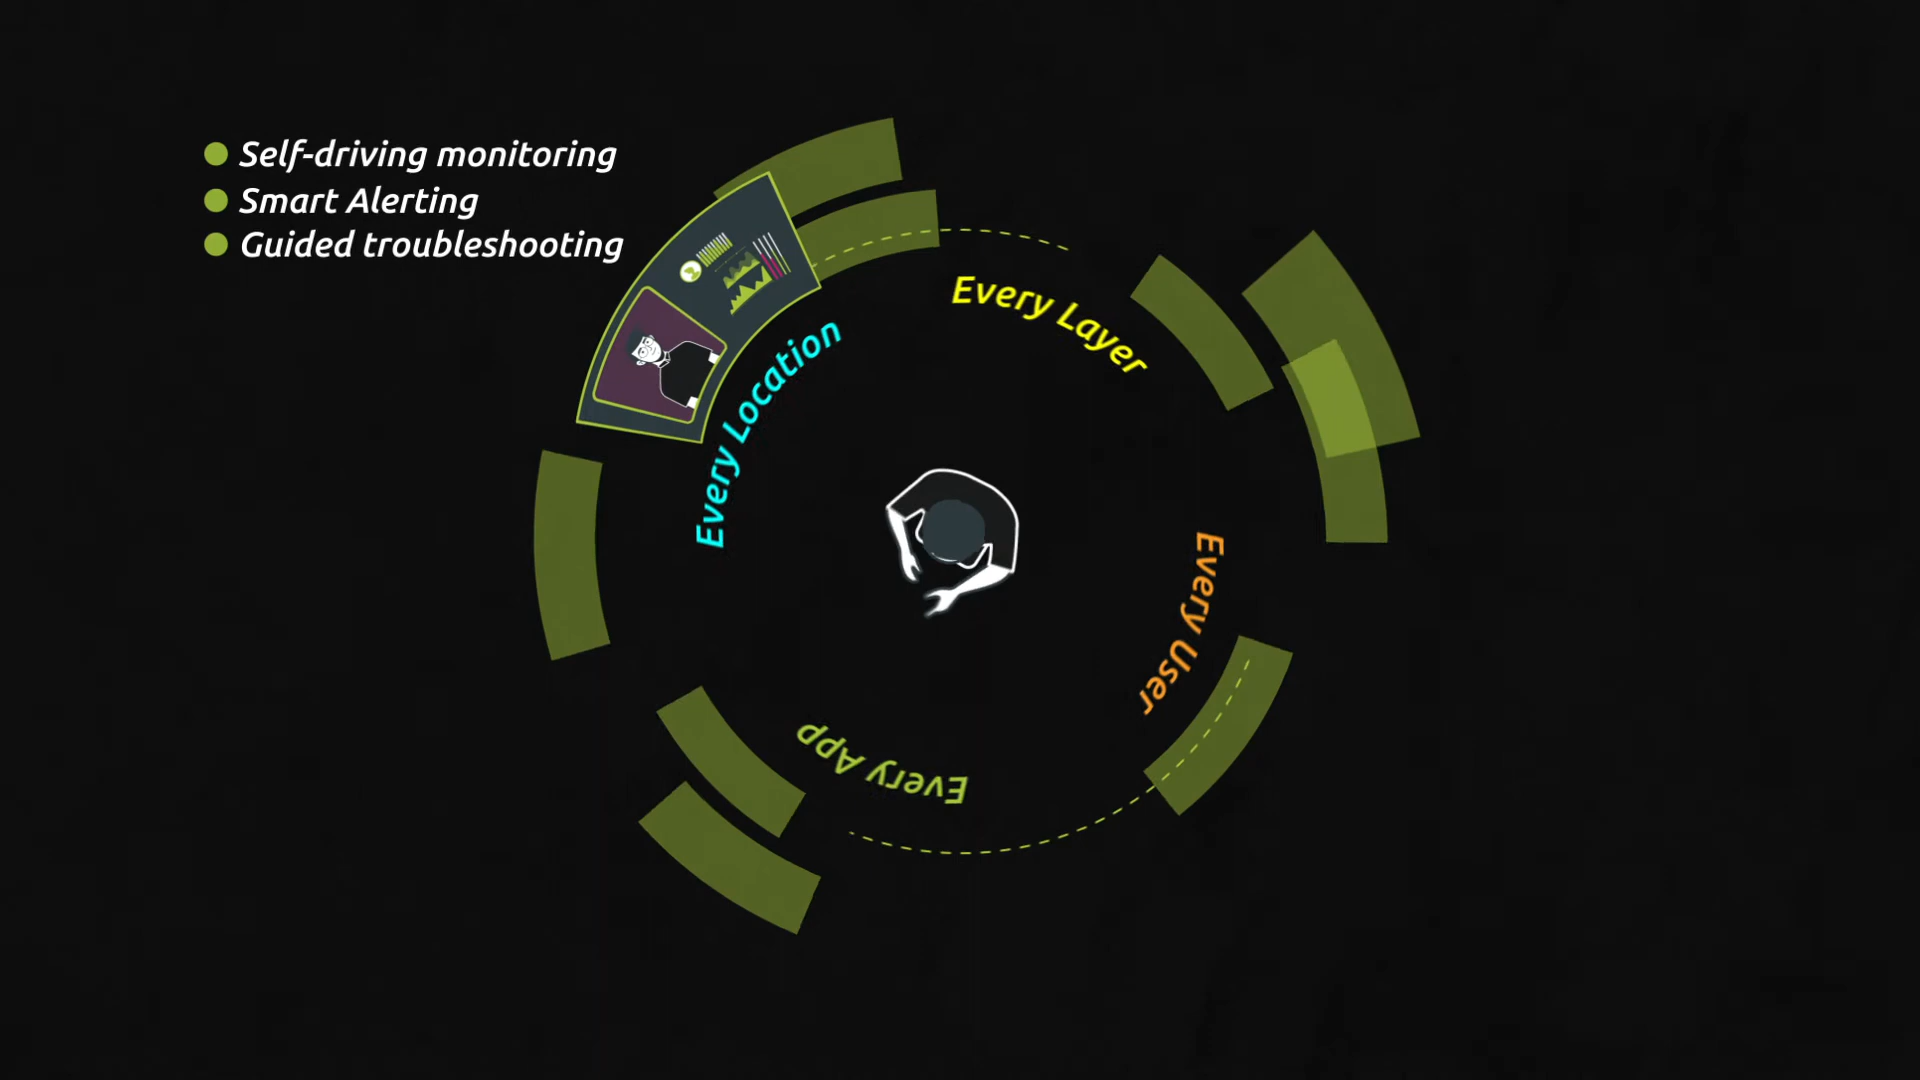 Self-driving monitoring
Smart Alerting
Guided troubleshooting
Every Layer
Every Location
Every User
Every App